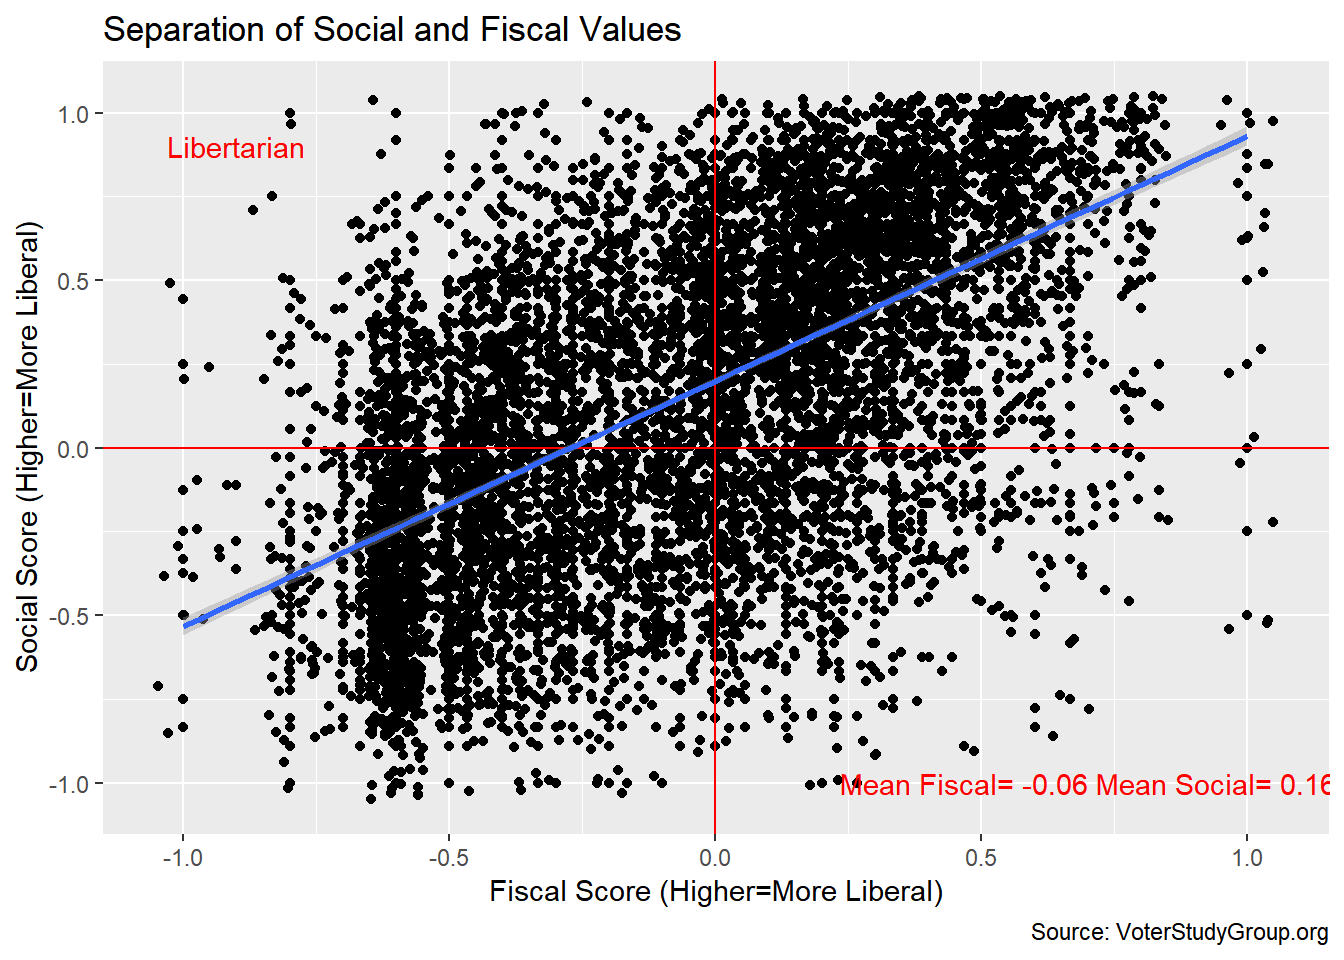 Separation of Social and Fiscal Values
Social Score (Higher=More Liberal)
1.0
0.5
0.0
-0.5
-1.0
Libertarian
Mean Fiscal= -0.06 Mean Social= 0.16
-1.0
-0.5
0.0
0.5
1.0
Fiscal Score (Higher=More Liberal)
Source: VoterStudyGroup.org